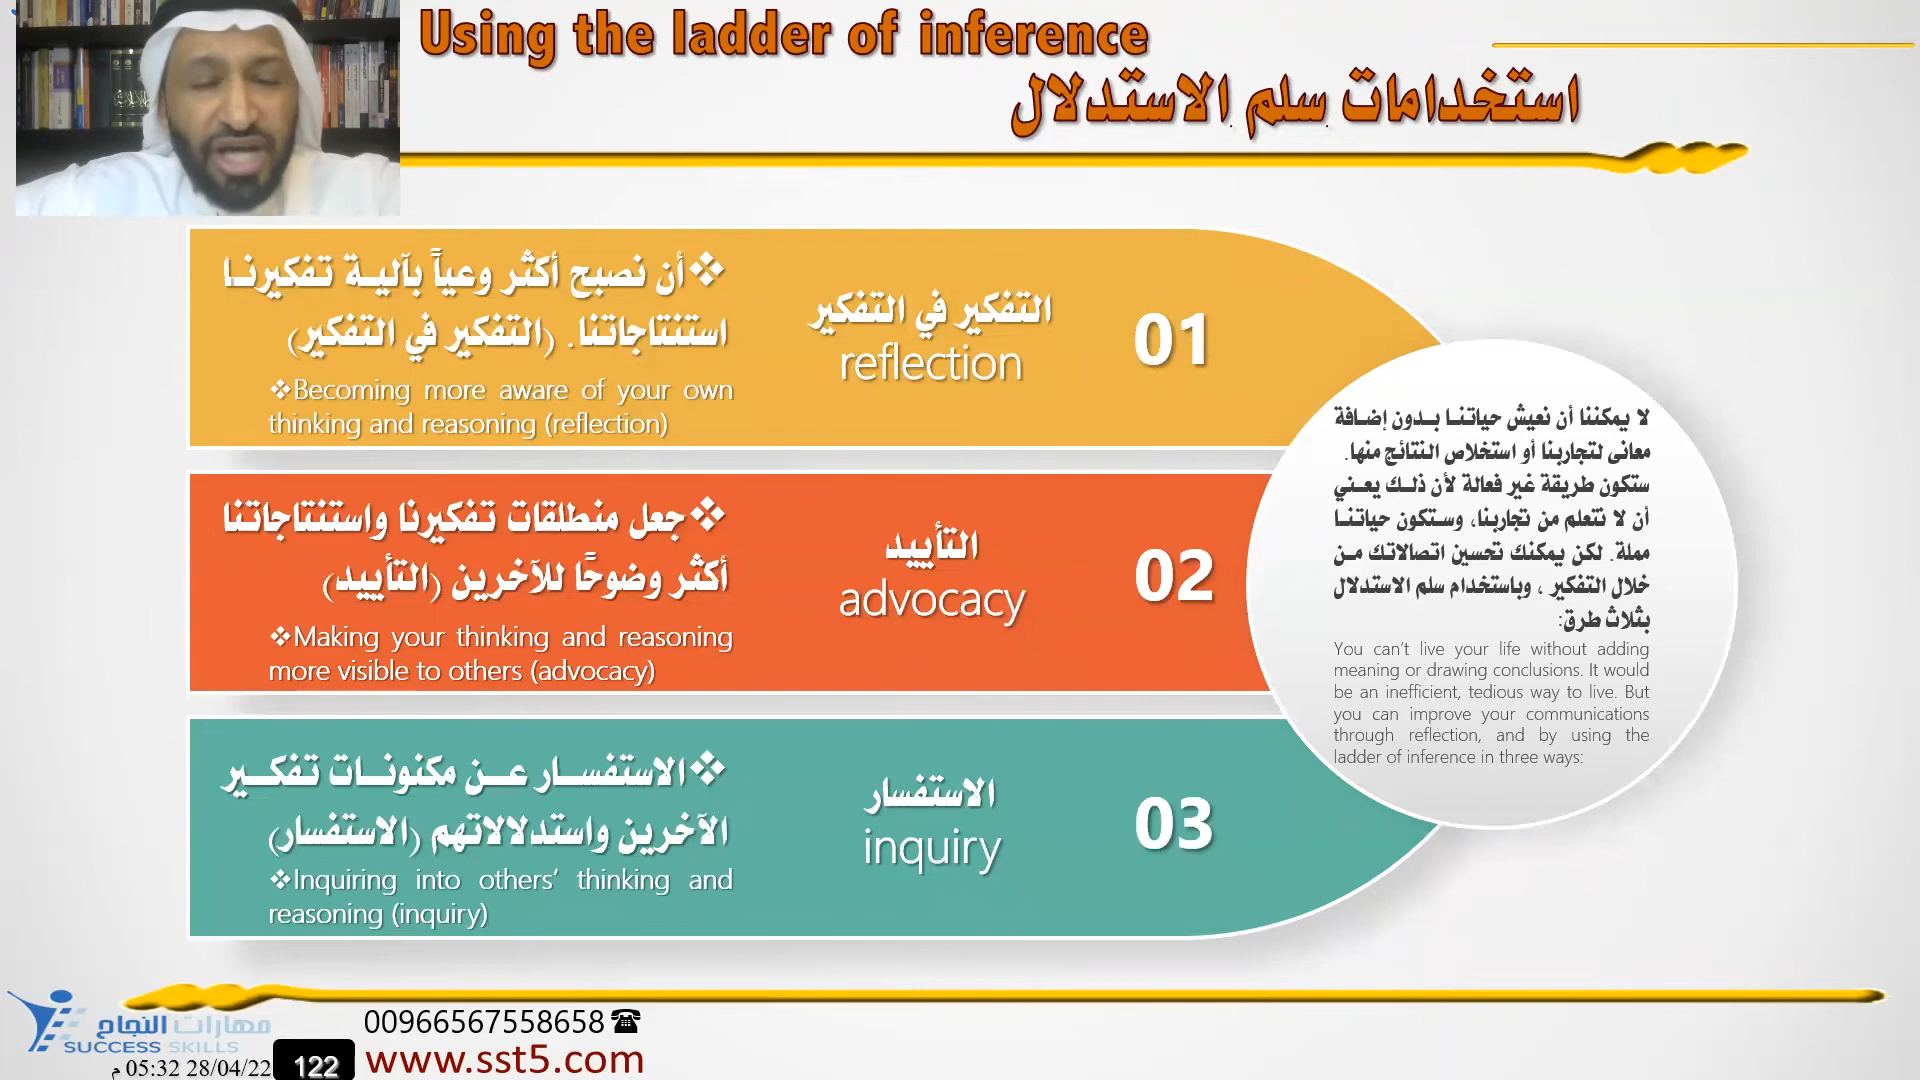 Using the ladder of inference
استخدامات سلم الاستدلال
❖أن نصبح أكثر وعياً بآلية تفكيرنا
استنتاجاتنا. (التفكير في التفكير)
❖Becoming more aware of your own
thinking and reasoning (reflection)
التفكير في التفكير
reflection
01
❖جعل منطلقات تفكيرنا واستنتاجاتنا
أكثر وضوحًا للآخرين (التأييد)
❖Making your thinking and reasoning
more visible to others (advocacy)
التأييد
advocacy
02
❖الاستفسار عن مكنونات تفكير
الآخرين واستدلالاتهم (الاستفسار)
❖Inquiring into others’ thinking and
reasoning (inquiry)
الاستفسار
inquiry
03
لا يمكننا أن نعيش حياتنا بدون إضافة
معانى لتجاربنا أو استخلاص النتائج منها.
ستكون طريقة غير فعالة لأن ذلك يعني
أن لا نتعلم من تجاربنا، وستكون حياتنا
مملة. لكن يمكنك تحسين اتصالاتك من
خلال التفكير ، وباستخدام سلم الاستدلال
بثلاث طرق:
You can’t live your life without adding
meaning or drawing conclusions. It would
be an inefficient, tedious way to live. But
you can improve your communications
through reflection, and by using the
ladder of inference in three ways:
مهارات النجاح
SUCCESS SKILLS
05:32 28/04/22 م
122
00966567558658 ☎
www.sst5.com